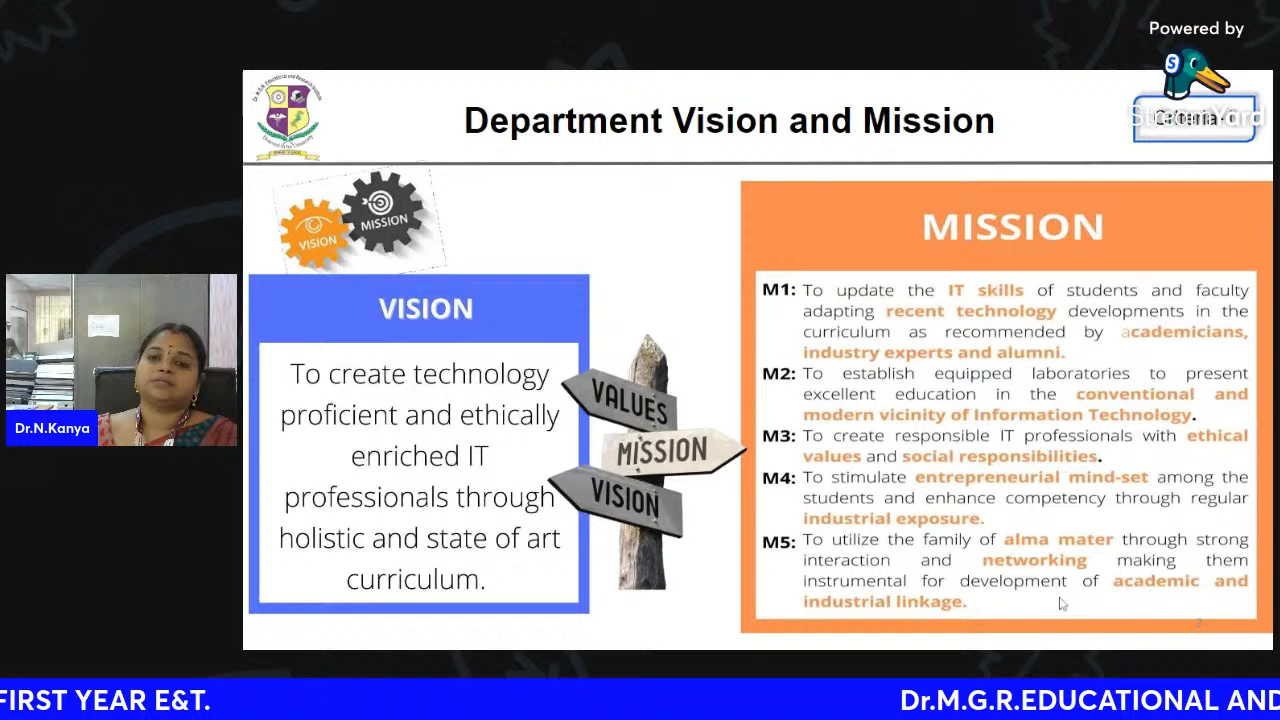 Powered by
StreamYard
Department Vision and Mission
VISION
MISSION
VISION
To create technology
proficient and ethically
enriched IT
professionals through
holistic and state of art
curriculum.
VALUES
MISSION
VISION
MISSION
M1: To update the IT skills of students and faculty
adapting recent technology developments in the
curriculum as recommended by academicians,
industry experts and alumni.
M2: To establish equipped laboratories to present
excellent education in the conventional and
modern vicinity of Information Technology.
M3: To create responsible IT professionals with ethical
values and social responsibilities.
M4: To stimulate entrepreneurial mind-set among the
students and enhance competency through regular
industrial exposure.
M5: To utilize the family of alma mater through strong
interaction and networking making them
instrumental for development of academic and
industrial linkage.
2
Dr.N.Kanya
FIRST YEAR E&T.
Dr.M.G.R.EDUCATIONAL AND